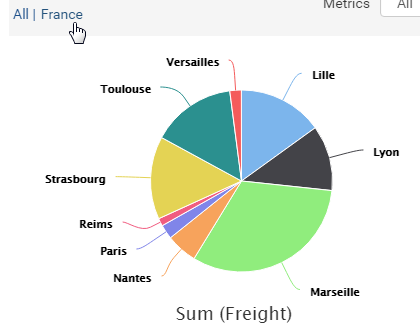 Metrics
All
All | France
Versailles
Lille
Toulouse
Lyon
Strasbourg
Reims
Paris
Nantes
Marseille
Sum (Freight)